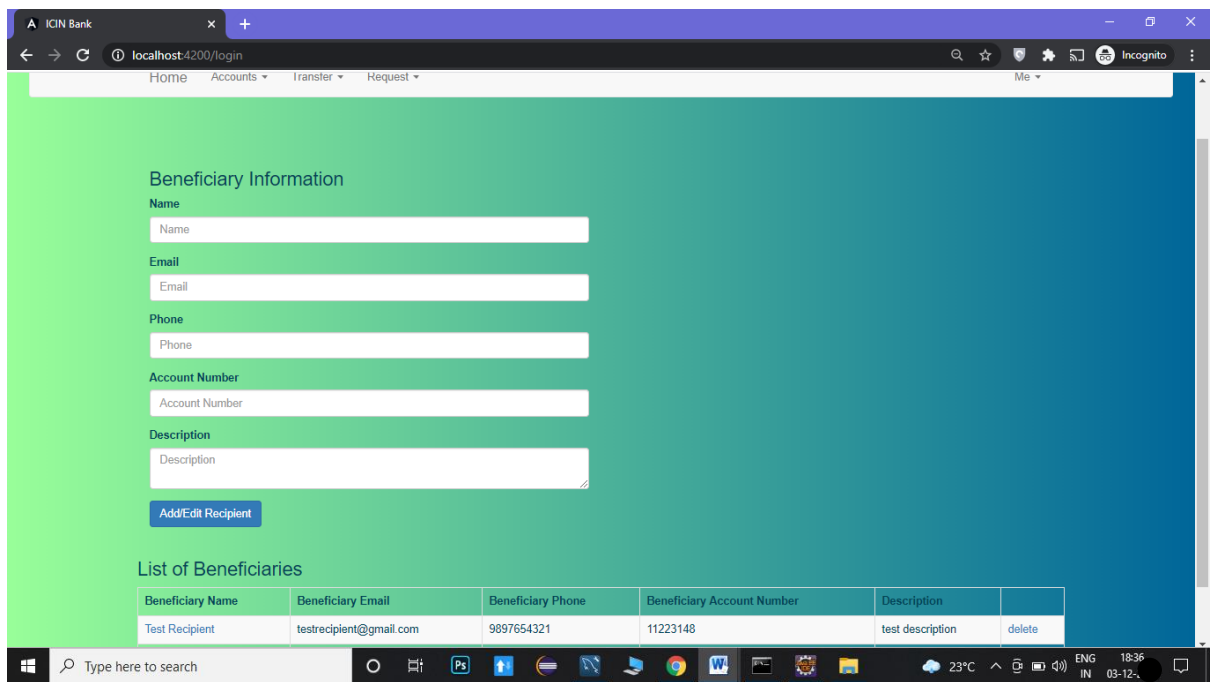 ICIN Bank
localhost:4200/login
Incognito
Home Accounts Transfer Request Me
Beneficiary Information
Name
Name
Email
Email
Phone
Phone
Account Number
Account Number
Description
Description
Add/Edit Recipient
List of Beneficiaries
Beneficiary Name Beneficiary Email Beneficiary Phone Beneficiary Account Number Description
Test Recipient testrecipient@gmail.com 9897654321 11223148 test description delete
Type here to search
Ps
W
23°C
ENG
IN
18:36
03-12-